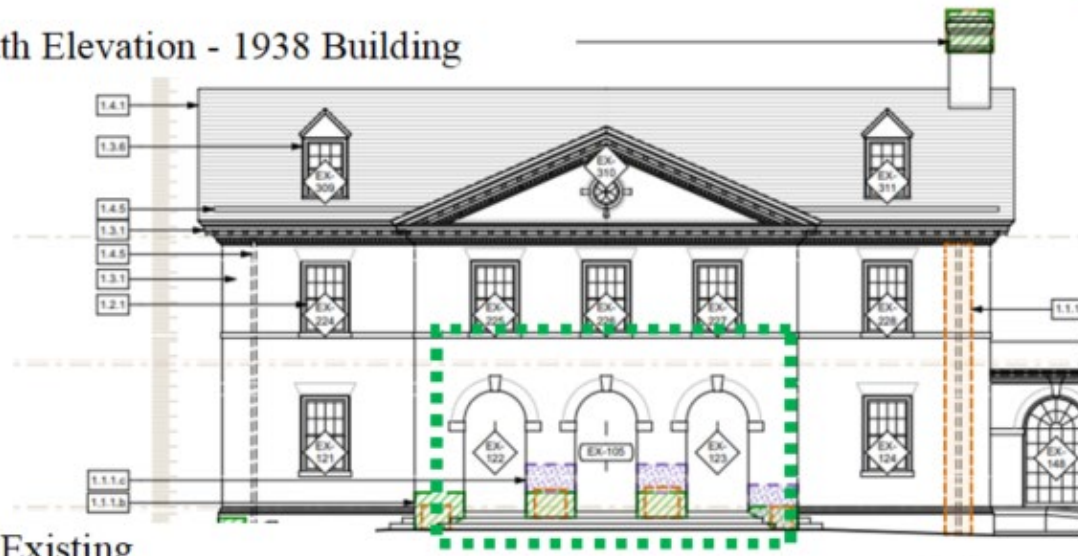 th Elevation - 1938 Building
1.4.1
1.3.6
EX-
309
EX-
310
EX-
311
1.4.5
1.3.1
1.4.5
1.3.1
1.2.1
EX-
224
EX-
225
EX-
226
EX-
227
EX-
228
1.1.1
EX-
121
EX-
122
EX-105
EX-
123
EX-
124
EX-
148
1.1.1.c
1.1.1.b
Existing